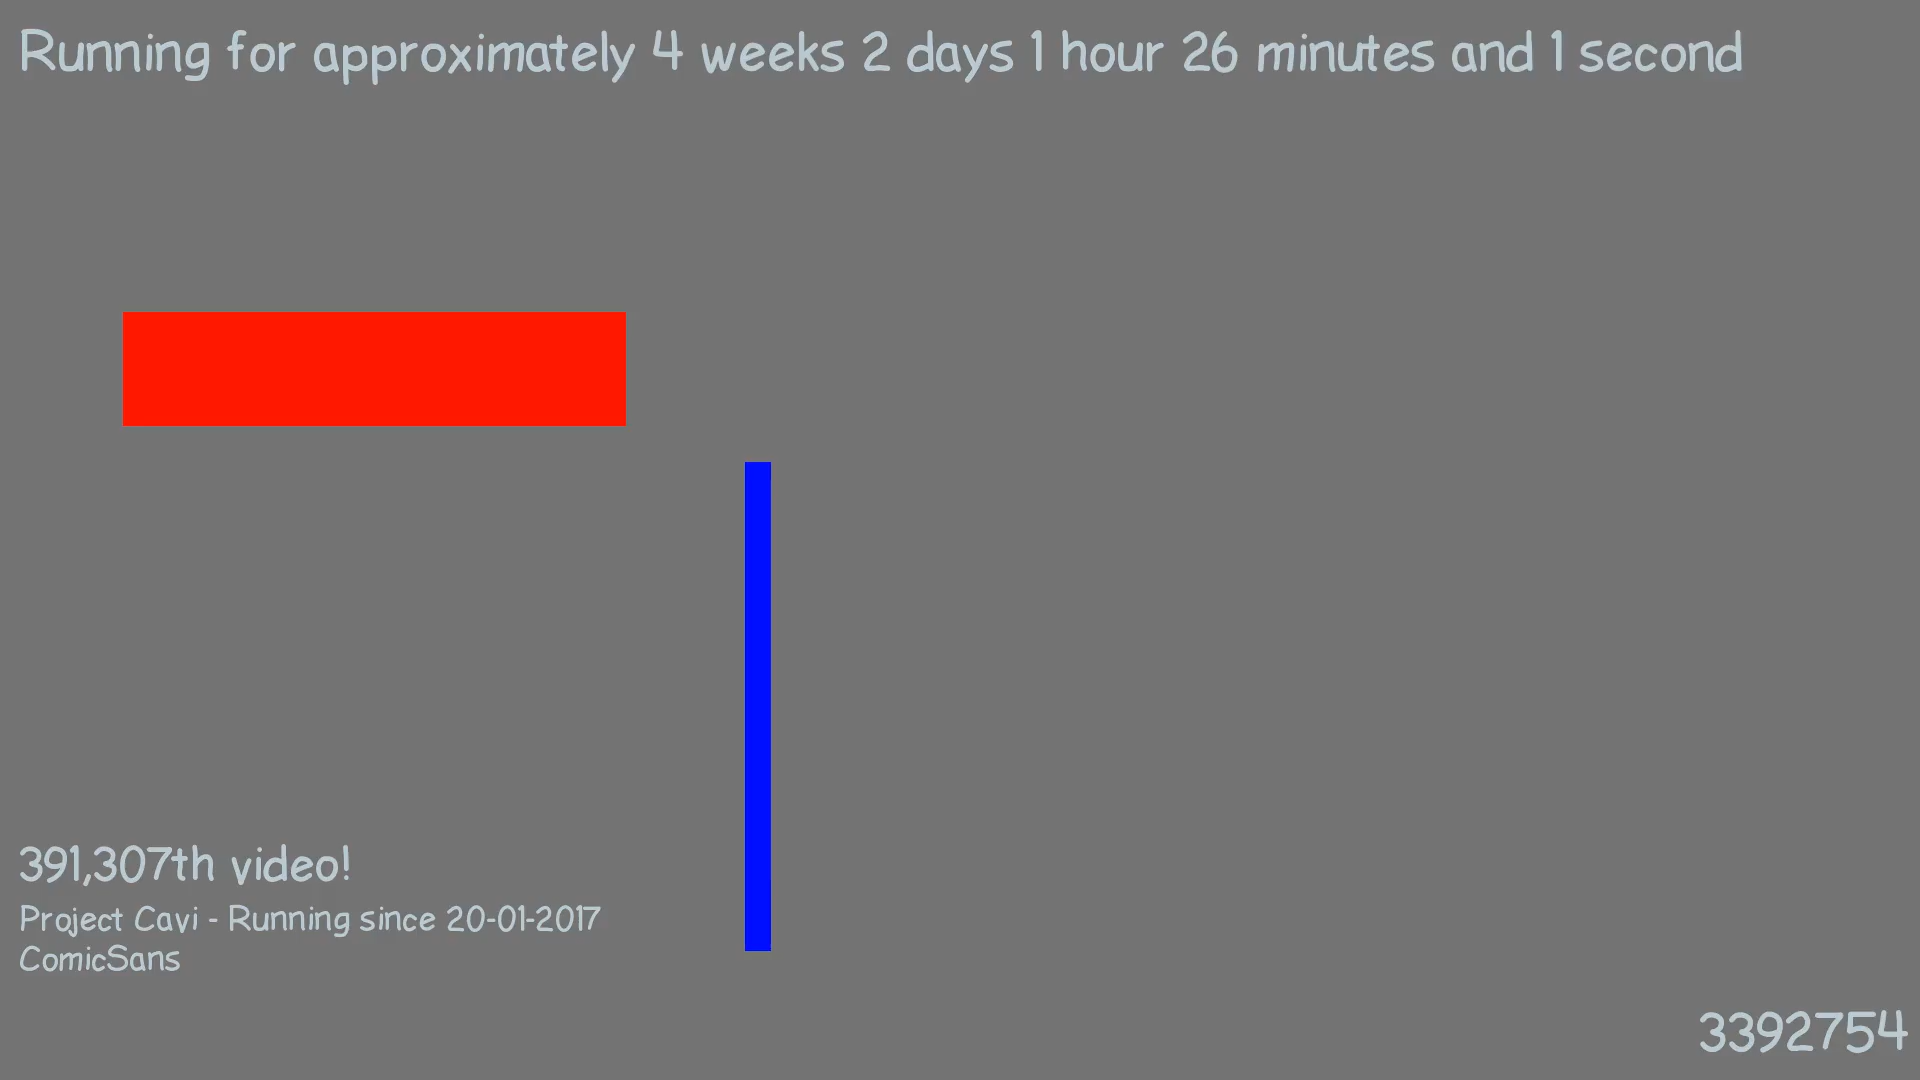 Running for approximately 4 weeks 2 days 1 hour 26 minutes and 1 second
391,307th video!
Project Cavi - Running since 20-01-2017
ComicSans
3392754